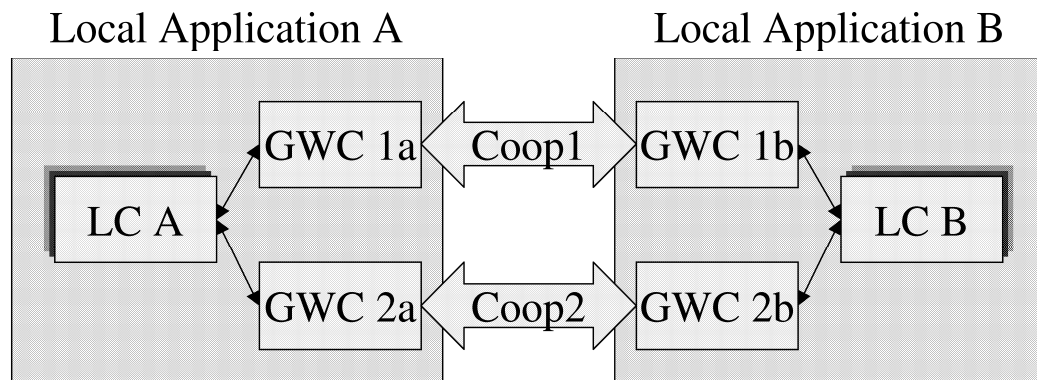 Local Application A
Local Application B
GWC 1a
Coop1
GWC 1b
LC A
LC B
GWC 2a
Coop2
GWC 2b